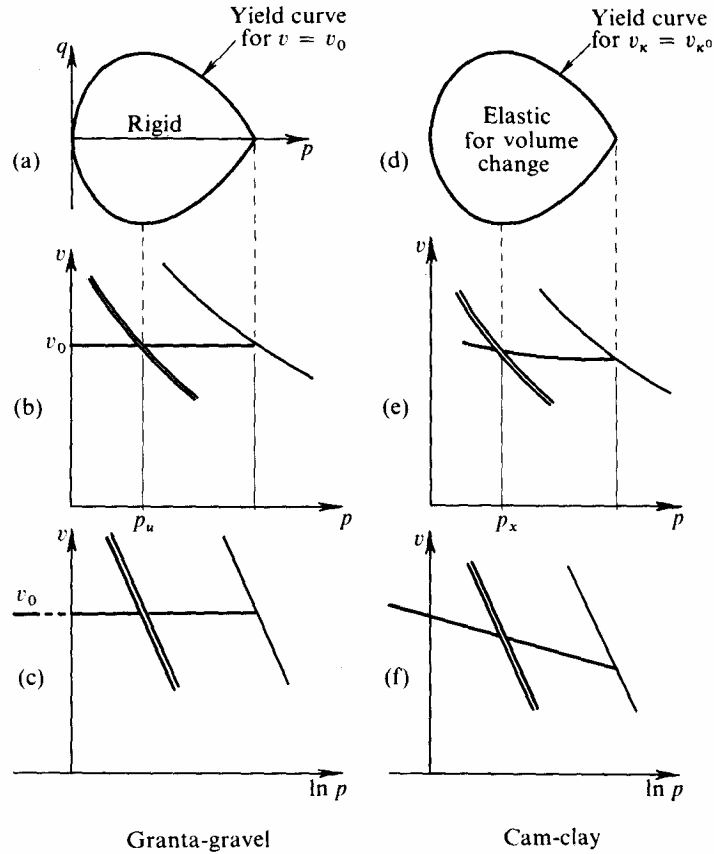 Yield curve
for v = v₀
q
Rigid
p
(a)
Yield curve
for vκ = vκ⁰
Elastic
for volume
change
(d)
v
v₀
(b)
pᵤ
p
v
(e)
pₓ
p
v
v₀
(c)
ln p
v
(f)
ln p
Granta-gravel
Cam-clay